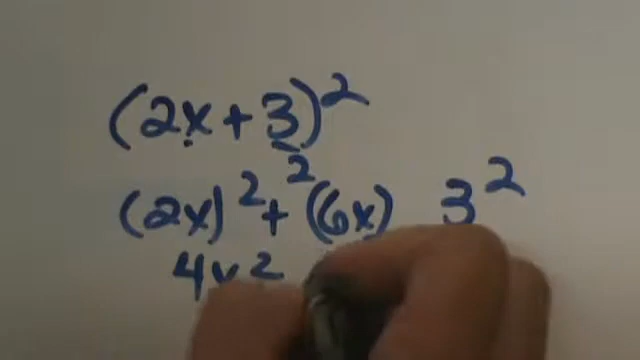 (2x + 3)²
(2x)² + ²(6x) 3²
4x²